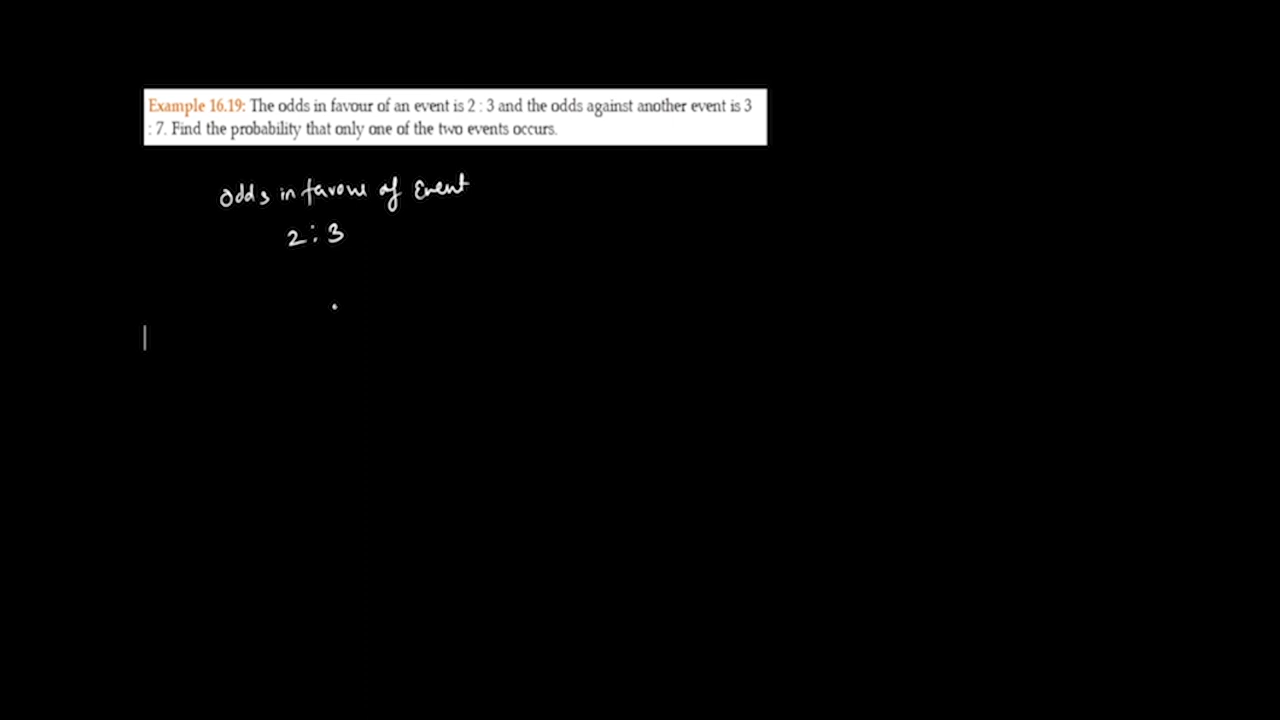 Example 16.19: The odds in favour of an event is 2 : 3 and the odds against another event is 3
: 7. Find the probability that only one of the two events occurs.
odds in favour of Event
2 : 3